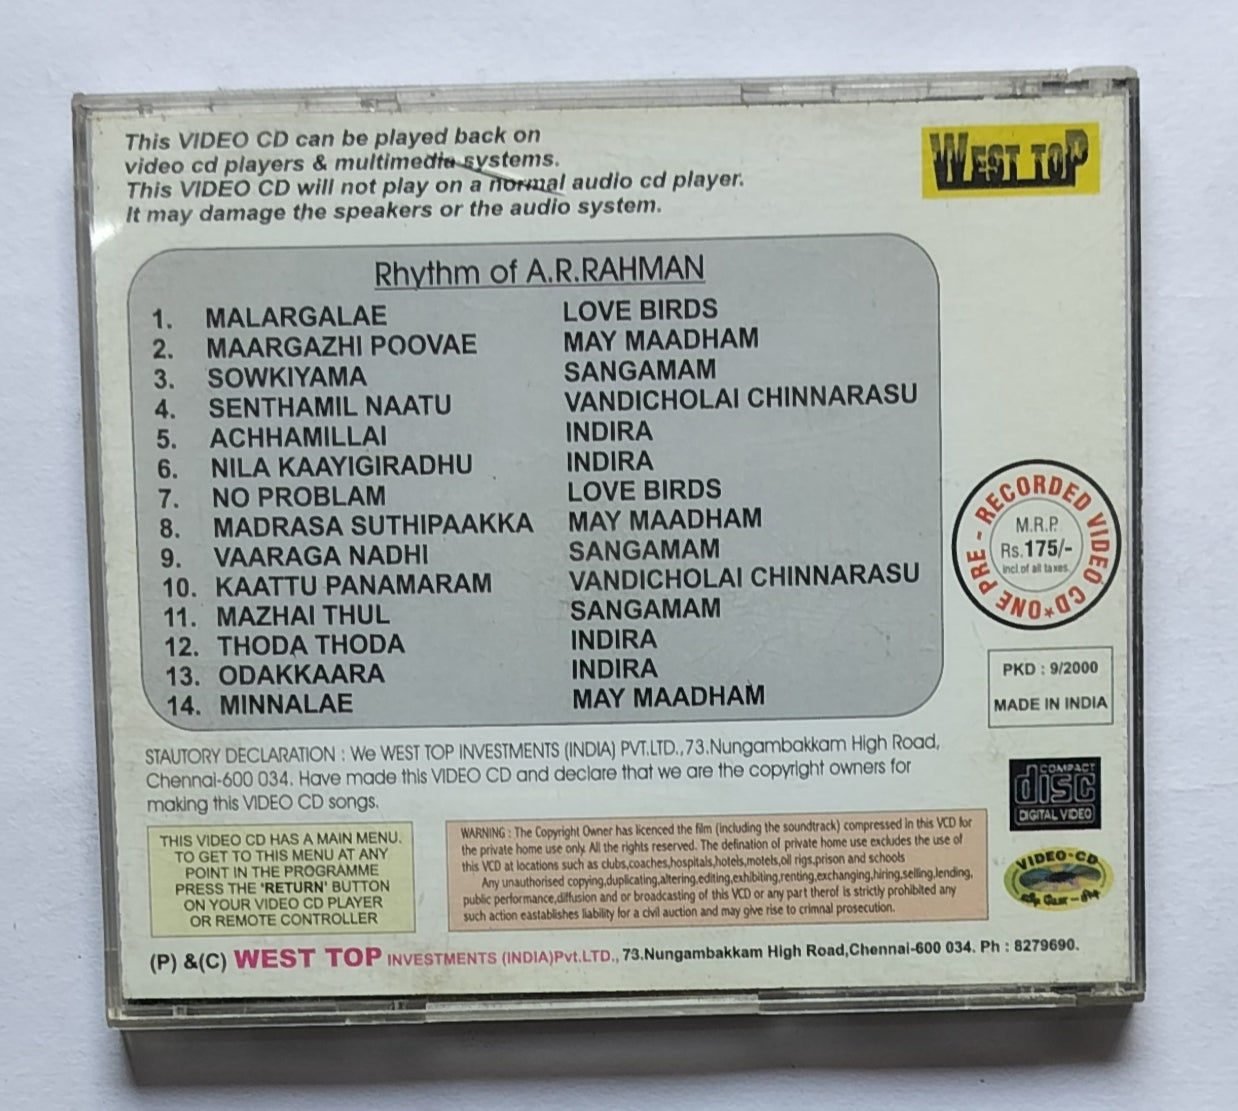 This VIDEO CD can be played back on
video cd players & multimedia systems.
This VIDEO CD will not play on a normal audio cd player.
It may damage the speakers or the audio system.
WEST TOP
Rhythm of A.R.RAHMAN
1. MALARGALAE LOVE BIRDS
2. MAARGAZHI POOVAE MAY MAADHAM
3. SOWKIYAMA SANGAMAM
4. SENTHAMIL NAATU VANDICHOLAI CHINNARASU
5. ACHHAMILLAI INDIRA
6. NILA KAAYIGIRADHU INDIRA
7. NO PROBLAM LOVE BIRDS
8. MADRASA SUTHIPAAKKA MAY MAADHAM
9. VAARAGA NADHI SANGAMAM
10. KAATTU PANAMARAM VANDICHOLAI CHINNARASU
11. MAZHAI THUL SANGAMAM
12. THODA THODA INDIRA
13. ODAKKAARA INDIRA
14. MINNALAE MAY MAADHAM
ONE PRE - RECORDED VIDEO CD*
M.R.P.
Rs.175/-
incl.of all taxes.
PKD : 9/2000
MADE IN INDIA
STAUTORY DECLARATION : We WEST TOP INVESTMENTS (INDIA) PVT.LTD.,73.Nungambakkam High Road,
Chennai-600 034. Have made this VIDEO CD and declare that we are the copyright owners for
making this VIDEO CD songs.
COMPACT
disc
DIGITAL VIDEO
THIS VIDEO CD HAS A MAIN MENU.
TO GET TO THIS MENU AT ANY
POINT IN THE PROGRAMME
PRESS THE 'RETURN' BUTTON
ON YOUR VIDEO CD PLAYER
OR REMOTE CONTROLLER
WARNING : The Copyright Owner has licenced the film (including the soundtrack) compressed in this VCD for
the private home use only. All the rights reserved. The defination of private home use excludes the use of
this VCD at locations such as clubs,coaches,hospitals,hotels,motels,oil rigs,prison and schools
Any unauthorised copying,duplicating,altering,editing,exhibiting,renting,exchanging,hiring,selling,lending,
public performance,diffusion and or broadcasting of this VCD or any part therof is strictly prohibited any
such action eastablishes liability for a civil auction and may give rise to crimnal prosecution.
VIDEO-CD
(P) &(C) WEST TOP INVESTMENTS (INDIA)Pvt.LTD., 73.Nungambakkam High Road,Chennai-600 034. Ph : 8279690.